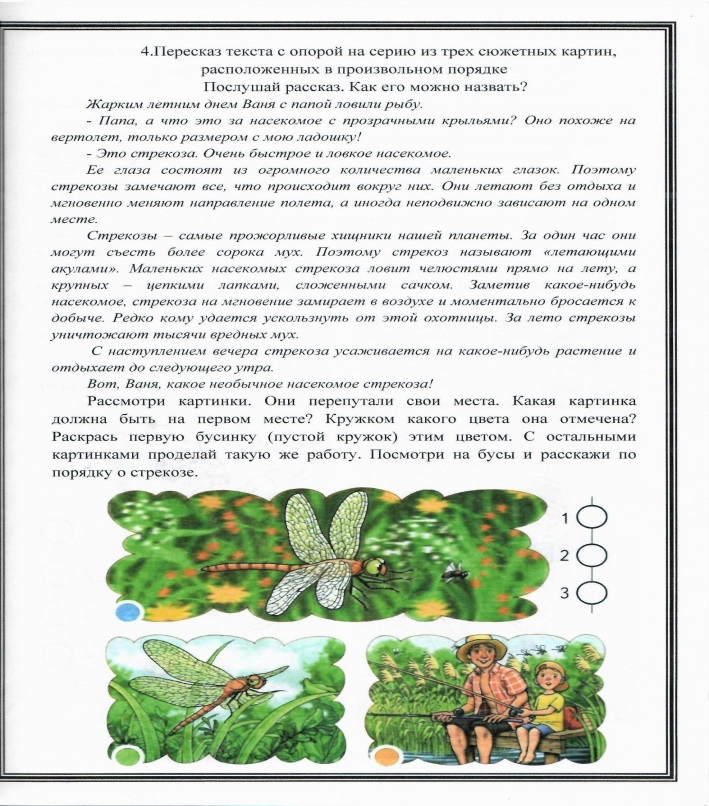 4.Пересказ текста с опорой на серию из трех сюжетных картин,
расположенных в произвольном порядке
Послушай рассказ. Как его можно назвать?
Жарким летним днем Ваня с папой ловили рыбу.
- Папа, а что это за насекомое с прозрачными крыльями? Оно похоже на
вертолет, только размером с мою ладошку!
- Это стрекоза. Очень быстрое и ловкое насекомое.
Ее глаза состоят из огромного количества маленьких глазок. Поэтому
стрекозы замечают все, что происходит вокруг них. Они летают без отдыха и
мгновенно меняют направление полета, а иногда неподвижно зависают на одном
месте.
Стрекозы – самые прожорливые хищники нашей планеты. За один час они
могут съесть более сорока мух. Поэтому стрекоз называют «летающими
акулами». Маленьких насекомых стрекоза ловит челюстями прямо на лету, а
крупных – цепкими лапками, сложенными сачком. Заметив какое-нибудь
насекомое, стрекоза на мгновение замирает в воздухе и моментально бросается к
добыче. Редко кому удается ускользнуть от этой охотницы. За лето стрекозы
уничтожают тысячи вредных мух.
С наступлением вечера стрекоза усаживается на какое-нибудь растение и
отдыхает до следующего утра.
Вот, Ваня, какое необычное насекомое стрекоза!
Рассмотри картинки. Они перепутали свои места. Какая картинка
должна быть на первом месте? Кружком какого цвета она отмечена?
Раскрась первую бусинку (пустой кружок) этим цветом. С остальными
картинками проделай такую же работу. Посмотри на бусы и расскажи по
порядку о стрекозе.
1
2
3